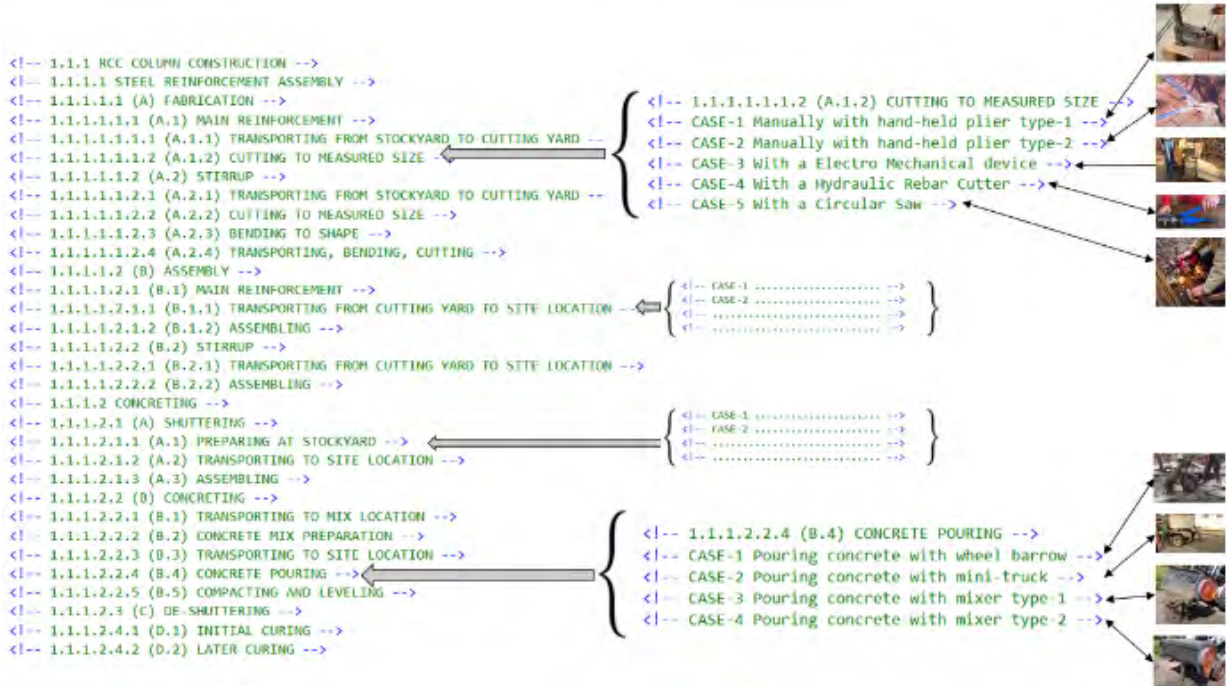 <!-- 1.1.1 RCC COLUMN CONSTRUCTION -->
<!-- 1.1.1.1 STEEL REINFORCEMENT ASSEMBLY -->
<!-- 1.1.1.1.1 (A) FABRICATION -->
<!-- 1.1.1.1.1.1 (A.1) MAIN REINFORCEMENT -->
<!-- 1.1.1.1.1.1.1 (A.1.1) TRANSPORTING FROM STOCKYARD TO CUTTING YARD --
<!-- 1.1.1.1.1.1.2 (A.1.2) CUTTING TO MEASURED SIZE -
<!-- 1.1.1.1.1.2 (A.2) STIRRUP -->
<!-- 1.1.1.1.1.2.1 (A.2.1) TRANSPORTING FROM STOCKYARD TO CUTTING YARD --
<!-- 1.1.1.1.1.2.2 (A.2.2) CUTTING TO MEASURED SIZE -->
<!-- 1.1.1.1.1.2.3 (A.2.3) BENDING TO SHAPE -->
<!-- 1.1.1.1.1.2.4 (A.2.4) TRANSPORTING, BENDING, CUTTING -->
<!-- 1.1.1.1.2 (B) ASSEMBLY -->
<!-- 1.1.1.1.2.1 (B.1) MAIN REINFORCEMENT -->
<!-- 1.1.1.1.2.1.1 (B.1.1) TRANSPORTING FROM CUTTING YARD TO SITE LOCATION --
<!-- 1.1.1.1.2.1.2 (B.1.2) ASSEMBLING -->
<!-- 1.1.1.1.2.2 (B.2) STIRRUP -->
<!-- 1.1.1.1.2.2.1 (B.2.1) TRANSPORTING FROM CUTTING YARD TO SITE LOCATION -->
<!-- 1.1.1.1.2.2.2 (B.2.2) ASSEMBLING -->
<!-- 1.1.1.2 CONCRETING -->
<!-- 1.1.1.2.1 (A) SHUTTERING -->
<!-- 1.1.1.2.1.1 (A.1) PREPARING AT STOCKYARD -->
<!-- 1.1.1.2.1.2 (A.2) TRANSPORTING TO SITE LOCATION -->
<!-- 1.1.1.2.1.3 (A.3) ASSEMBLING -->
<!-- 1.1.1.2.2 (B) CONCRETING -->
<!-- 1.1.1.2.2.1 (B.1) TRANSPORTING TO MIX LOCATION -->
<!-- 1.1.1.2.2.2 (B.2) CONCRETE MIX PREPARATION -->
<!-- 1.1.1.2.2.3 (B.3) TRANSPORTING TO SITE LOCATION -->
<!-- 1.1.1.2.2.4 (B.4) CONCRETE POURING -->
<!-- 1.1.1.2.2.5 (B.5) COMPACTING AND LEVELING -->
<!-- 1.1.1.2.3 (C) DE-SHUTTERING -->
<!-- 1.1.1.2.4.1 (D.1) INITIAL CURING -->
<!-- 1.1.1.2.4.2 (D.2) LATER CURING -->
<!-- 1.1.1.1.1.1.2 (A.1.2) CUTTING TO MEASURED SIZE -->
<!-- CASE-1 Manually with hand-held plier type-1 -->
<!-- CASE-2 Manually with hand-held plier type-2 -->
<!-- CASE-3 With a Electro Mechanical device -->
<!-- CASE-4 With a Hydraulic Rebar Cutter -->
<!-- CASE-5 With a Circular Saw -->
<!-- CASE-1 ...................... -->
<!-- CASE-2 ...................... -->
<!-- ............................. -->
<!-- ............................. -->
<!-- CASE-1 ...................... -->
<!-- CASE-2 ...................... -->
<!-- ............................. -->
<!-- ............................. -->
<!-- 1.1.1.2.2.4 (B.4) CONCRETE POURING -->
<!-- CASE-1 Pouring concrete with wheel barrow -->
<!-- CASE-2 Pouring concrete with mini-truck -->
<!-- CASE-3 Pouring concrete with mixer type-1 -->
<!-- CASE-4 Pouring concrete with mixer type-2 -->